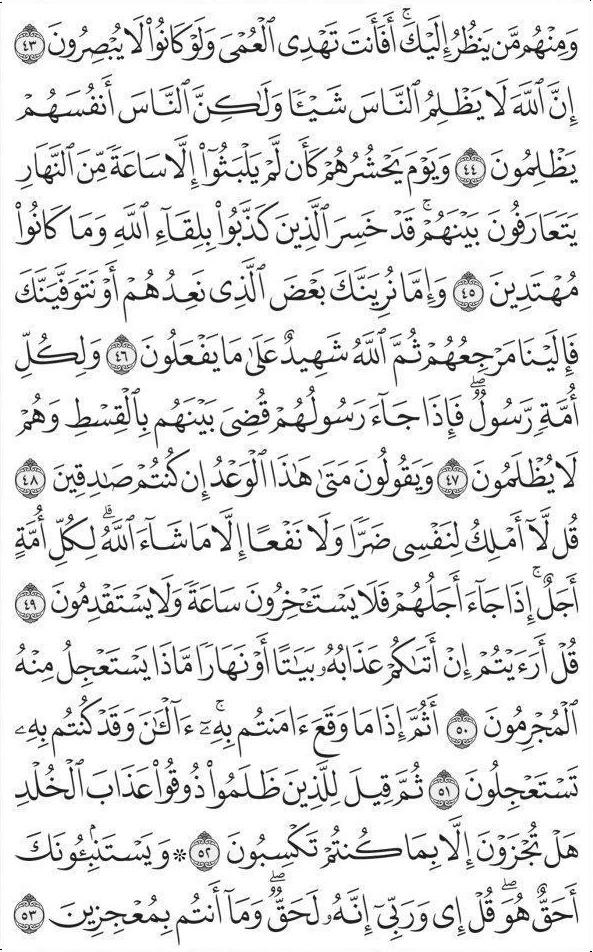 وَمِنْهُم مَّن يَنظُرُ إِلَيْكَ ۚ أَفَأَنتَ تَهْدِى ٱلْعُمْىَ وَلَوْ كَانُوا۟ لَا يُبْصِرُونَ ٤٣
إِنَّ ٱللَّهَ لَا يَظْلِمُ ٱلنَّاسَ شَيْـًٔا وَلَـٰكِنَّ ٱلنَّاسَ أَنفُسَهُمْ
يَظْلِمُونَ ٤٤ وَيَوْمَ يَحْشُرُهُمْ كَأَن لَّمْ يَلْبَثُوٓا۟ إِلَّا سَاعَةً مِّنَ ٱلنَّهَارِ
يَتَعَارَفُونَ بَيْنَهُمْ ۚ قَدْ خَسِرَ ٱلَّذِينَ كَذَّبُوا۟ بِلِقَآءِ ٱللَّهِ وَمَا كَانُوا۟
مُهْتَدِينَ ٤٥ وَإِمَّا نُرِيَنَّكَ بَعْضَ ٱلَّذِى نَعِدُهُمْ أَوْ نَتَوَفَّيَنَّكَ
فَإِلَيْنَا مَرْجِعُهُمْ ثُمَّ ٱللَّهُ شَهِيدٌ عَلَىٰ مَا يَفْعَلُونَ ٤٦ وَلِكُلِّ
أُمَّةٍ رَّسُولٌ ۖ فَإِذَا جَآءَ رَسُولُهُمْ قُضِىَ بَيْنَهُم بِٱلْقِسْطِ وَهُمْ
لَا يُظْلَمُونَ ٤٧ وَيَقُولُونَ مَتَىٰ هَـٰذَا ٱلْوَعْدُ إِن كُنتُمْ صَـٰدِقِينَ ٤٨
قُل لَّآ أَمْلِكُ لِنَفْسِى ضَرًّا وَلَا نَفْعًا إِلَّا مَا شَآءَ ٱللَّهُ ۗ لِكُلِّ أُمَّةٍ
أَجَلٌ ۚ إِذَا جَآءَ أَجَلُهُمْ فَلَا يَسْتَـْٔخِرُونَ سَاعَةً وَلَا يَسْتَقْدِمُونَ ٤٩
قُلْ أَرَءَيْتُمْ إِنْ أَتَىٰكُمْ عَذَابُهُۥ بَيَـٰتًا أَوْ نَهَارًا مَّاذَا يَسْتَعْجِلُ مِنْهُ
ٱلْمُجْرِمُونَ ٥٠ أَثُمَّ إِذَا مَا وَقَعَ ءَامَنتُم بِهِۦٓ ۚ ءَآلْـَٔـٰنَ وَقَدْ كُنتُم بِهِۦ
تَسْتَعْجِلُونَ ٥١ ثُمَّ قِيلَ لِلَّذِينَ ظَلَمُوا۟ ذُوقُوا۟ عَذَابَ ٱلْخُلْدِ
هَلْ تُجْزَوْنَ إِلَّا بِمَا كُنتُمْ تَكْسِبُونَ ٥٢ ۞ وَيَسْتَنۢبِـُٔونَكَ
أَحَقٌّ هُوَ ۖ قُلْ إِى وَرَبِّىٓ إِنَّهُۥ لَحَقٌّ ۖ وَمَآ أَنتُم بِمُعْجِزِينَ ٥٣